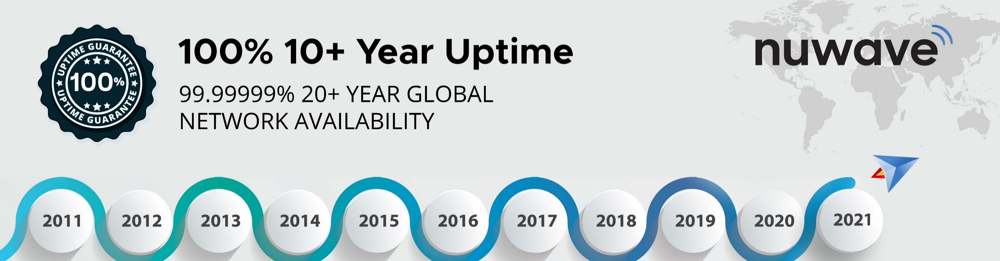 UPTIME GUARANTEE
100%
UPTIME GUARANTEE
100% 10+ Year Uptime
99.99999% 20+ YEAR GLOBAL
NETWORK AVAILABILITY
nuwave
2011 2012 2013 2014 2015 2016 2017 2018 2019 2020 2021